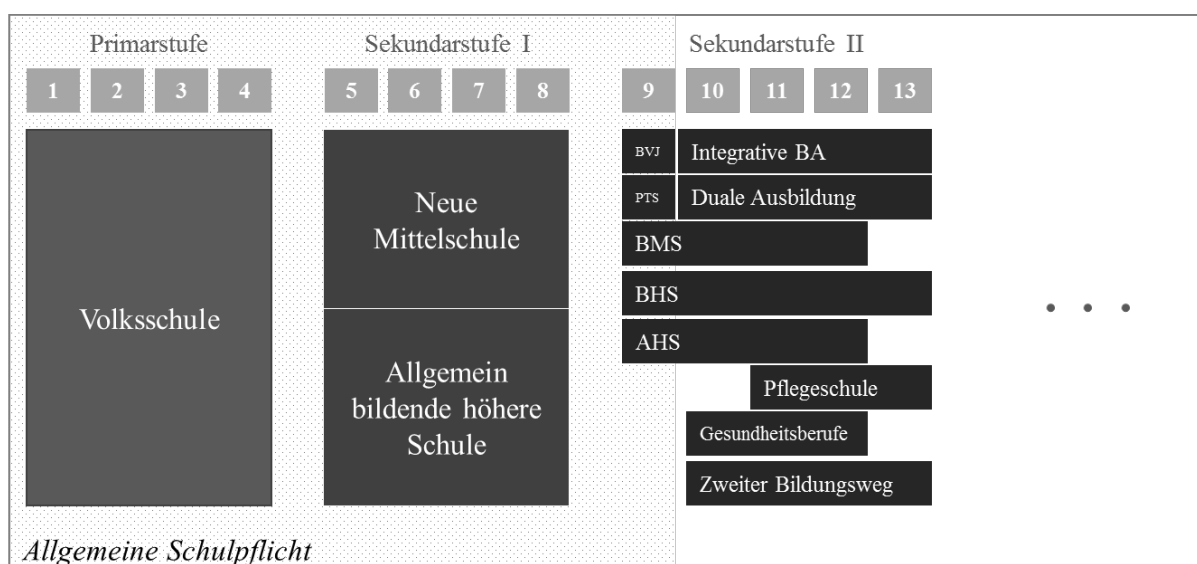 Primarstufe
Sekundarstufe I
Sekundarstufe II
1 2 3 4 5 6 7 8 9 10 11 12 13
Volksschule
Neue
Mittelschule
Allgemein
bildende höhere
Schule
BVJ Integrative BA
PTS Duale Ausbildung
BMS
BHS
AHS
Pflegeschule
Gesundheitsberufe
Zweiter Bildungsweg
• • •
Allgemeine Schulpflicht